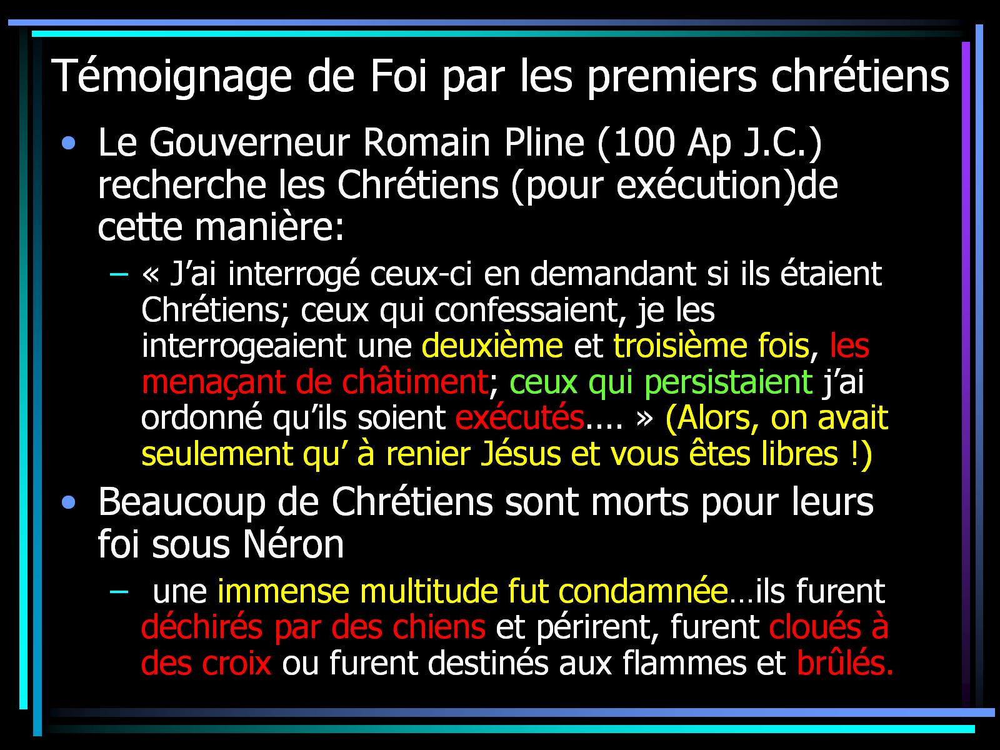 Témoignage de Foi par les premiers chrétiens
• Le Gouverneur Romain Pline (100 Ap J.C.)
recherche les Chrétiens (pour exécution)de
cette manière:
– « J’ai interrogé ceux-ci en demandant si ils étaient
Chrétiens; ceux qui confessaient, je les
interrogeaient une deuxième et troisième fois, les
menaçant de châtiment; ceux qui persistaient j’ai
ordonné qu’ils soient exécutés.... » (Alors, on avait
seulement qu’ à renier Jésus et vous êtes libres !)
• Beaucoup de Chrétiens sont morts pour leurs
foi sous Néron
– une immense multitude fut condamnée…ils furent
déchirés par des chiens et périrent, furent cloués à
des croix ou furent destinés aux flammes et brûlés.